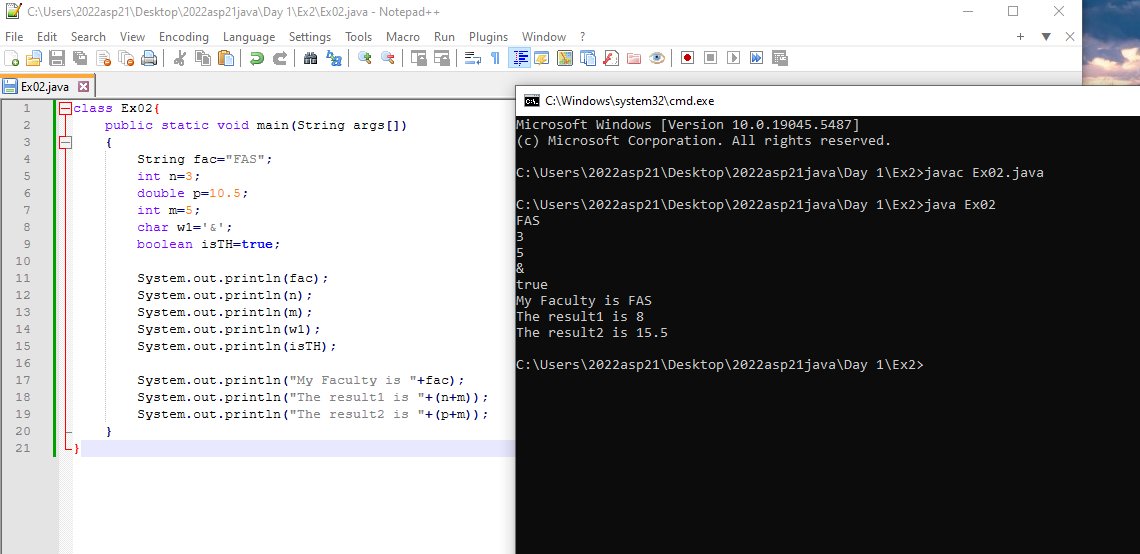 C:\Users\2022asp21\Desktop\2022asp21java\Day 1\Ex2\Ex02.java - Notepad++
File Edit Search View Encoding Language Settings Tools Macro Run Plugins Window ? + ▼ X
Ex02.java
1 class Ex02{
2 public static void main(String args[])
3 {
4 String fac="FAS";
5 int n=3;
6 double p=10.5;
7 int m=5;
8 char w1='&';
9 boolean isTH=true;
10
11 System.out.println(fac);
12 System.out.println(n);
13 System.out.println(m);
14 System.out.println(w1);
15 System.out.println(isTH);
16
17 System.out.println("My Faculty is "+fac);
18 System.out.println("The result1 is "+(n+m));
19 System.out.println("The result2 is "+(p+m));
20 }
21 }
C:\Windows\system32\cmd.exe
Microsoft Windows [Version 10.0.19045.5487]
(c) Microsoft Corporation. All rights reserved.
C:\Users\2022asp21\Desktop\2022asp21java\Day 1\Ex2>javac Ex02.java
C:\Users\2022asp21\Desktop\2022asp21java\Day 1\Ex2>java Ex02
FAS
3
5
&
true
My Faculty is FAS
The result1 is 8
The result2 is 15.5
C:\Users\2022asp21\Desktop\2022asp21java\Day 1\Ex2>